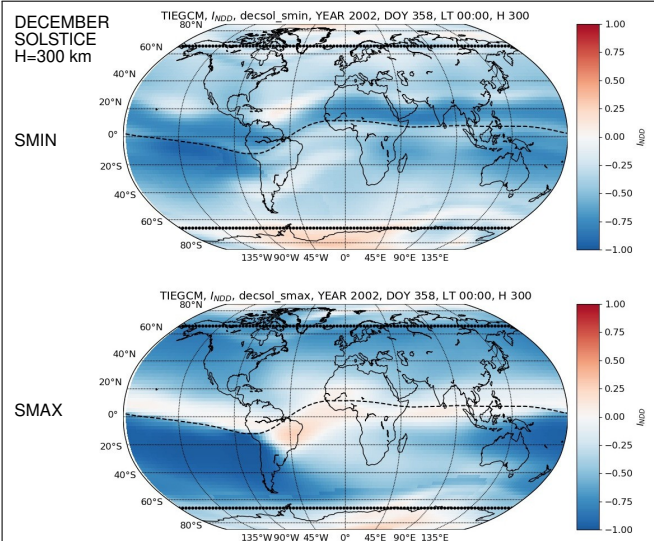 DECEMBER
SOLSTICE
H=300 km
TIEGCM, I_NDD, decsol_smin, YEAR 2002, DOY 358, LT 00:00, H 300
80°N
60°N
40°N
20°N
0°
20°S
40°S
60°S
80°S
135°W 90°W 45°W 0° 45°E 90°E 135°E
SMIN
1.00
0.75
0.50
0.25
0.00
−0.25
−0.50
−0.75
−1.00
I_NDD
TIEGCM, I_NDD, decsol_smax, YEAR 2002, DOY 358, LT 00:00, H 300
80°N
60°N
40°N
20°N
0°
20°S
40°S
60°S
80°S
135°W 90°W 45°W 0° 45°E 90°E 135°E
SMAX
1.00
0.75
0.50
0.25
0.00
−0.25
−0.50
−0.75
−1.00
I_NDD